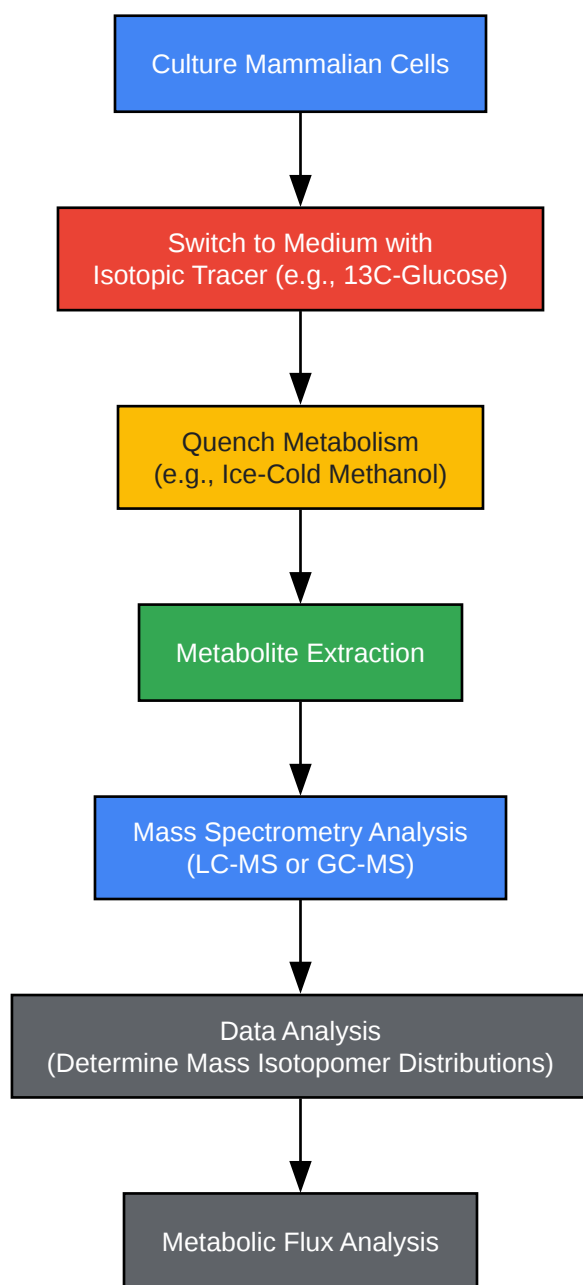 Culture Mammalian Cells
Switch to Medium with
Isotopic Tracer (e.g., 13C-Glucose)
Quench Metabolism
(e.g., Ice-Cold Methanol)
Metabolite Extraction
Mass Spectrometry Analysis
(LC-MS or GC-MS)
Data Analysis
(Determine Mass Isotopomer Distributions)
Metabolic Flux Analysis